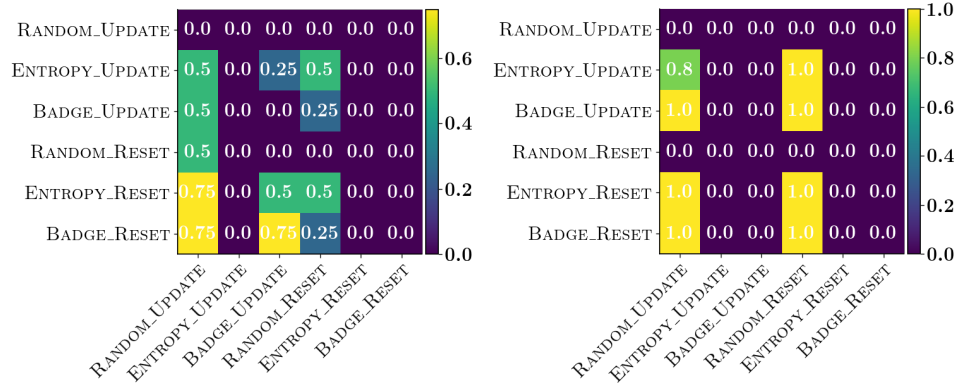 RANDOM_UPDATE 0.0 0.0 0.0 0.0 0.0 0.0
ENTROPY_UPDATE 0.5 0.0 0.25 0.5 0.0 0.0
BADGE_UPDATE 0.5 0.0 0.0 0.25 0.0 0.0
RANDOM_RESET 0.5 0.0 0.0 0.0 0.0 0.0
ENTROPY_RESET 0.75 0.0 0.5 0.5 0.0 0.0
BADGE_RESET 0.75 0.0 0.75 0.25 0.0 0.0
RANDOM_UPDATE
ENTROPY_UPDATE
BADGE_UPDATE
RANDOM_RESET
ENTROPY_RESET
BADGE_RESET
0.6
0.4
0.2
0.0
RANDOM_UPDATE 0.0 0.0 0.0 0.0 0.0 0.0
ENTROPY_UPDATE 0.8 0.0 0.0 1.0 0.0 0.0
BADGE_UPDATE 1.0 0.0 0.0 1.0 0.0 0.0
RANDOM_RESET 0.0 0.0 0.0 0.0 0.0 0.0
ENTROPY_RESET 1.0 0.0 0.0 1.0 0.0 0.0
BADGE_RESET 1.0 0.0 0.0 1.0 0.0 0.0
RANDOM_UPDATE
ENTROPY_UPDATE
BADGE_UPDATE
RANDOM_RESET
ENTROPY_RESET
BADGE_RESET
1.0
0.8
0.6
0.4
0.2
0.0